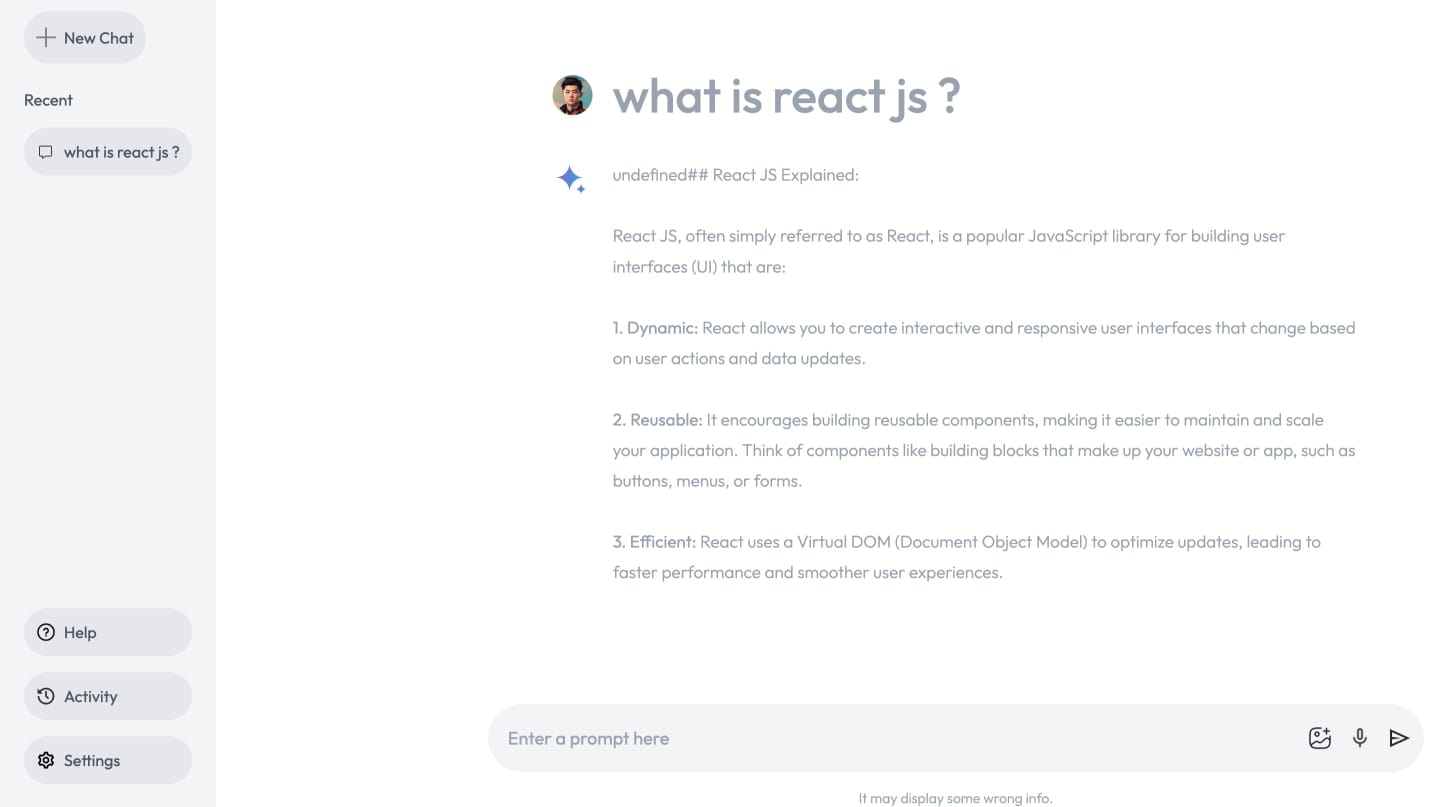 New Chat
Recent
what is react js ?
Help
Activity
Settings
what is react js ?
undefined## React JS Explained:
React JS, often simply referred to as React, is a popular JavaScript library for building user
interfaces (UI) that are:
1. Dynamic: React allows you to create interactive and responsive user interfaces that change based
on user actions and data updates.
2. Reusable: It encourages building reusable components, making it easier to maintain and scale
your application. Think of components like building blocks that make up your website or app, such as
buttons, menus, or forms.
3. Efficient: React uses a Virtual DOM (Document Object Model) to optimize updates, leading to
faster performance and smoother user experiences.
Enter a prompt here
It may display some wrong info.